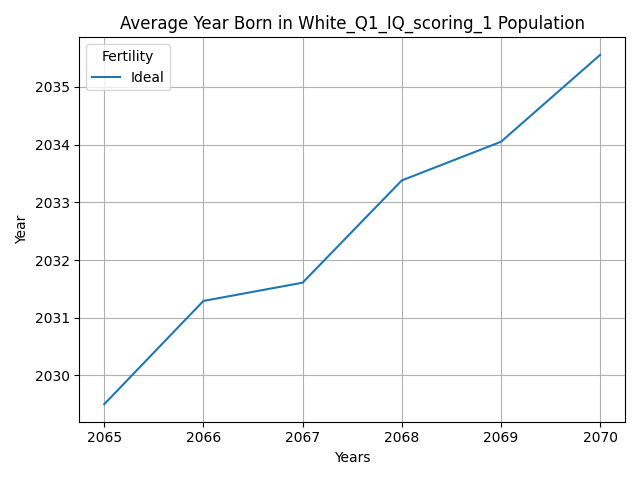 Average Year Born in White_Q1_IQ_scoring_1 Population
Fertility
Ideal
2035
2034
2033
2032
2031
2030
Year
2065 2066 2067 2068 2069 2070
Years